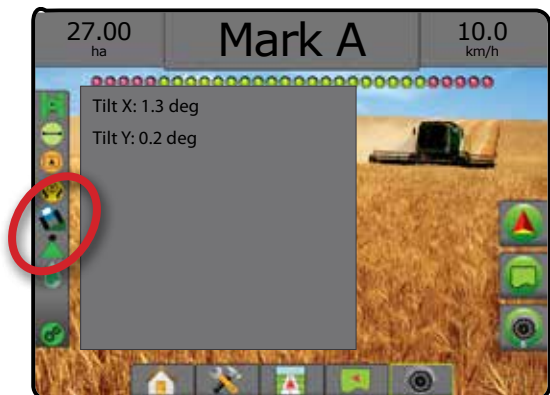 27.00
ha
Mark A
10.0
km/h
Tilt X: 1.3 deg
Tilt Y: 0.2 deg